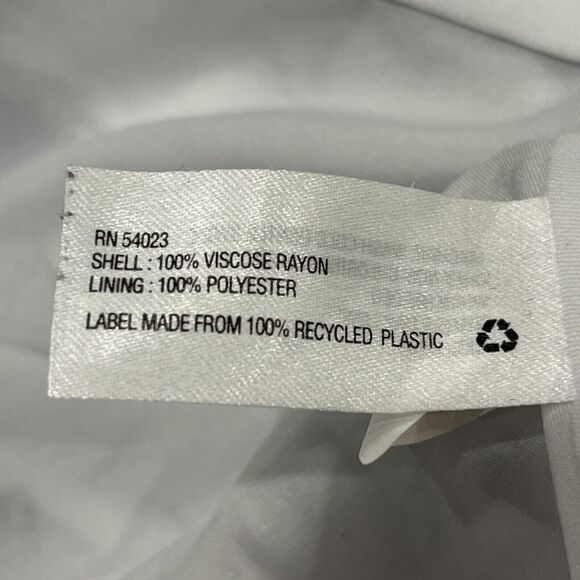 RN 54023
SHELL : 100% VISCOSE RAYON
LINING : 100% POLYESTER
LABEL MADE FROM 100% RECYCLED PLASTIC